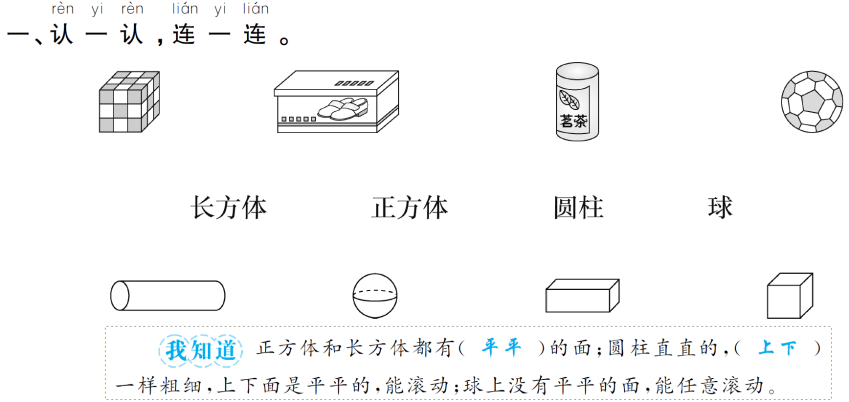 rèn yi rèn lián yi lián
一、认一认,连一连。
茗茶
长方体 正方体 圆柱 球
我知道 正方体和长方体都有(平平)的面;圆柱直直的,(上下)
一样粗细,上下面是平平的,能滚动;球上没有平平的面,能任意滚动。